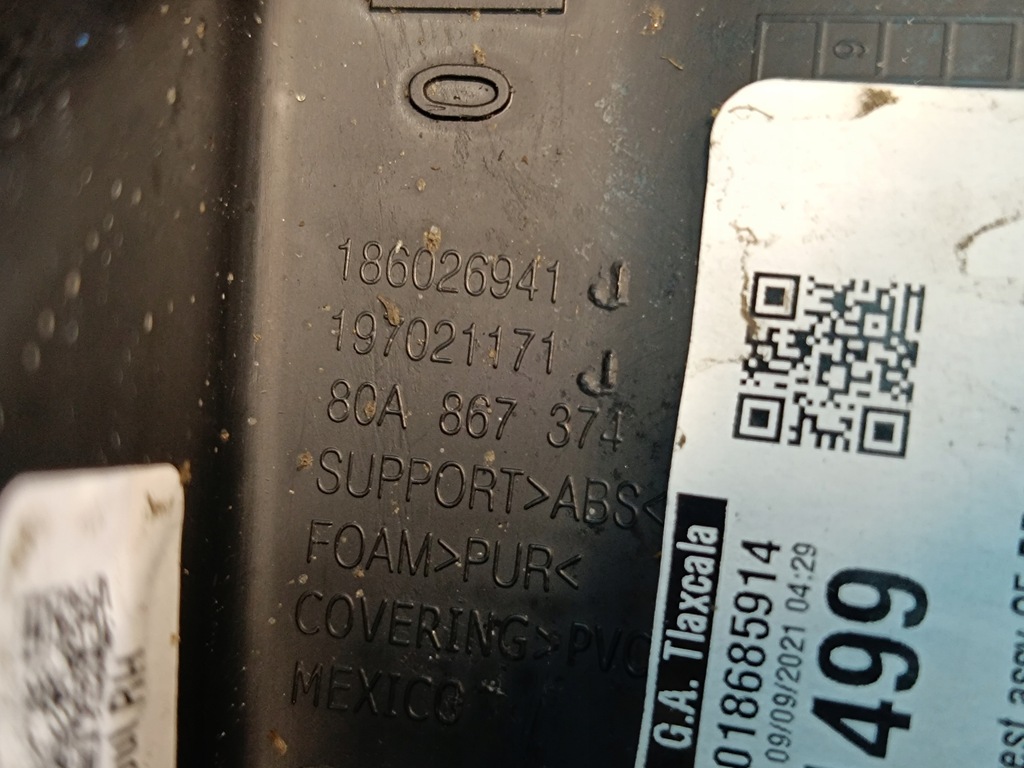 9
186026941 J
197021171 J
80A 867 374
SUPPORT>ABS<
FOAM>PUR<
COVERING>PVC
MEXICO
G.A. Tlaxcala
018685914
09/09/2021 04:29
499